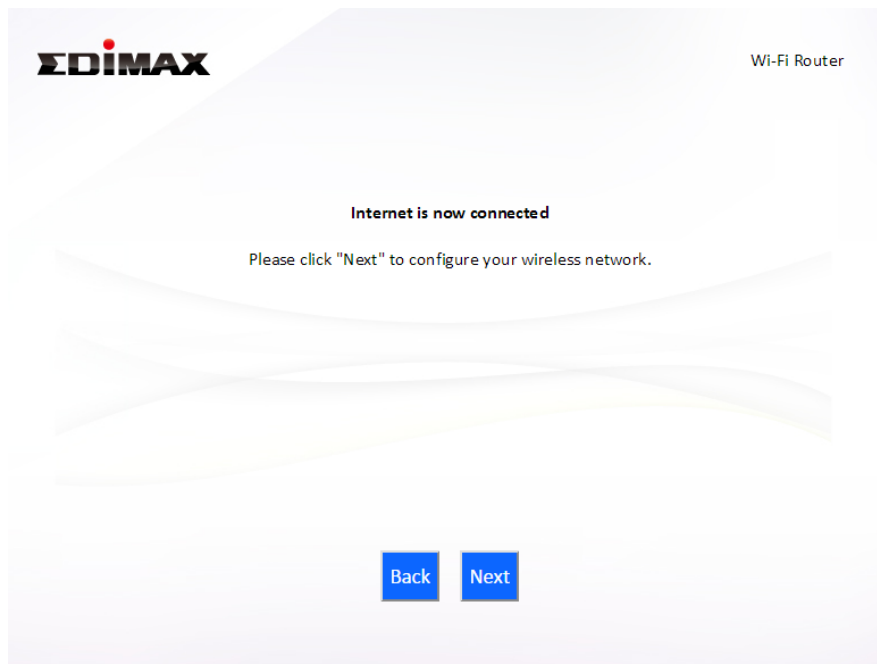 EDIMAX
Wi-Fi Router
Internet is now connected
Please click "Next" to configure your wireless network.
Back Next